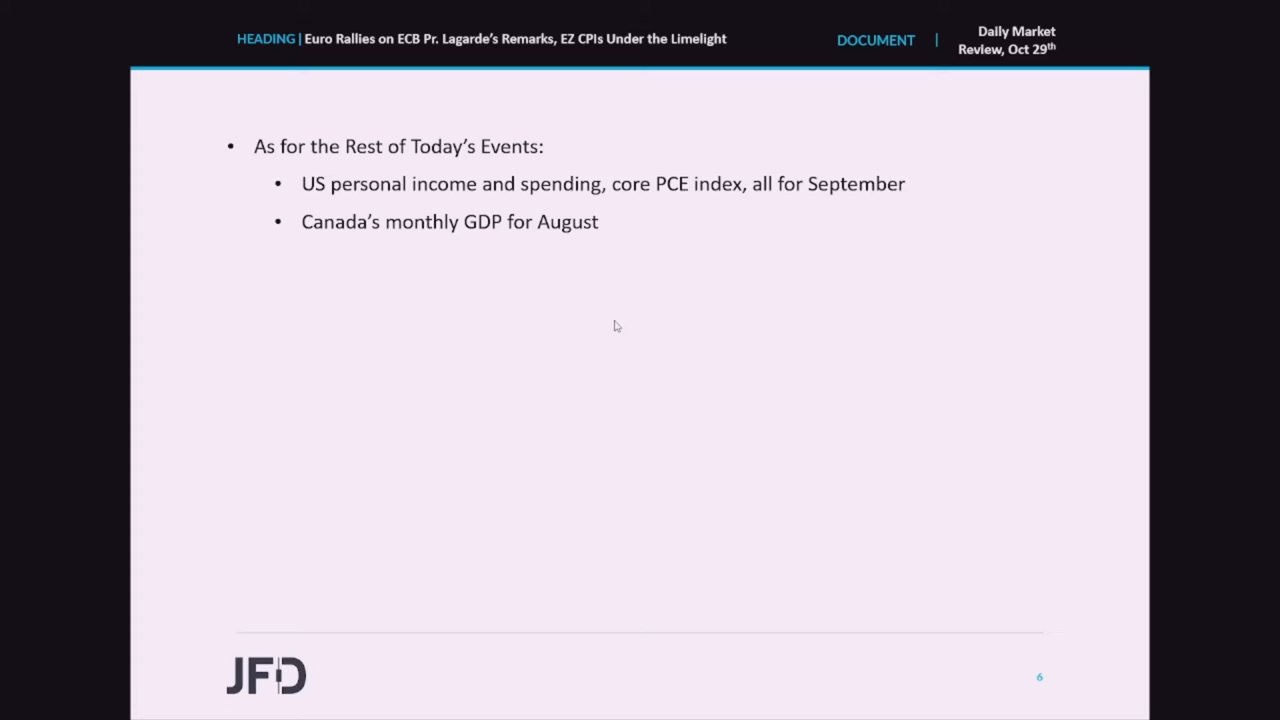 HEADING | Euro Rallies on ECB Pr. Lagarde's Remarks, EZ CPIs Under the Limelight
DOCUMENT |
Daily Market
Review, Oct 29th
• As for the Rest of Today's Events:
• US personal income and spending, core PCE index, all for September
• Canada's monthly GDP for August
JFD
6